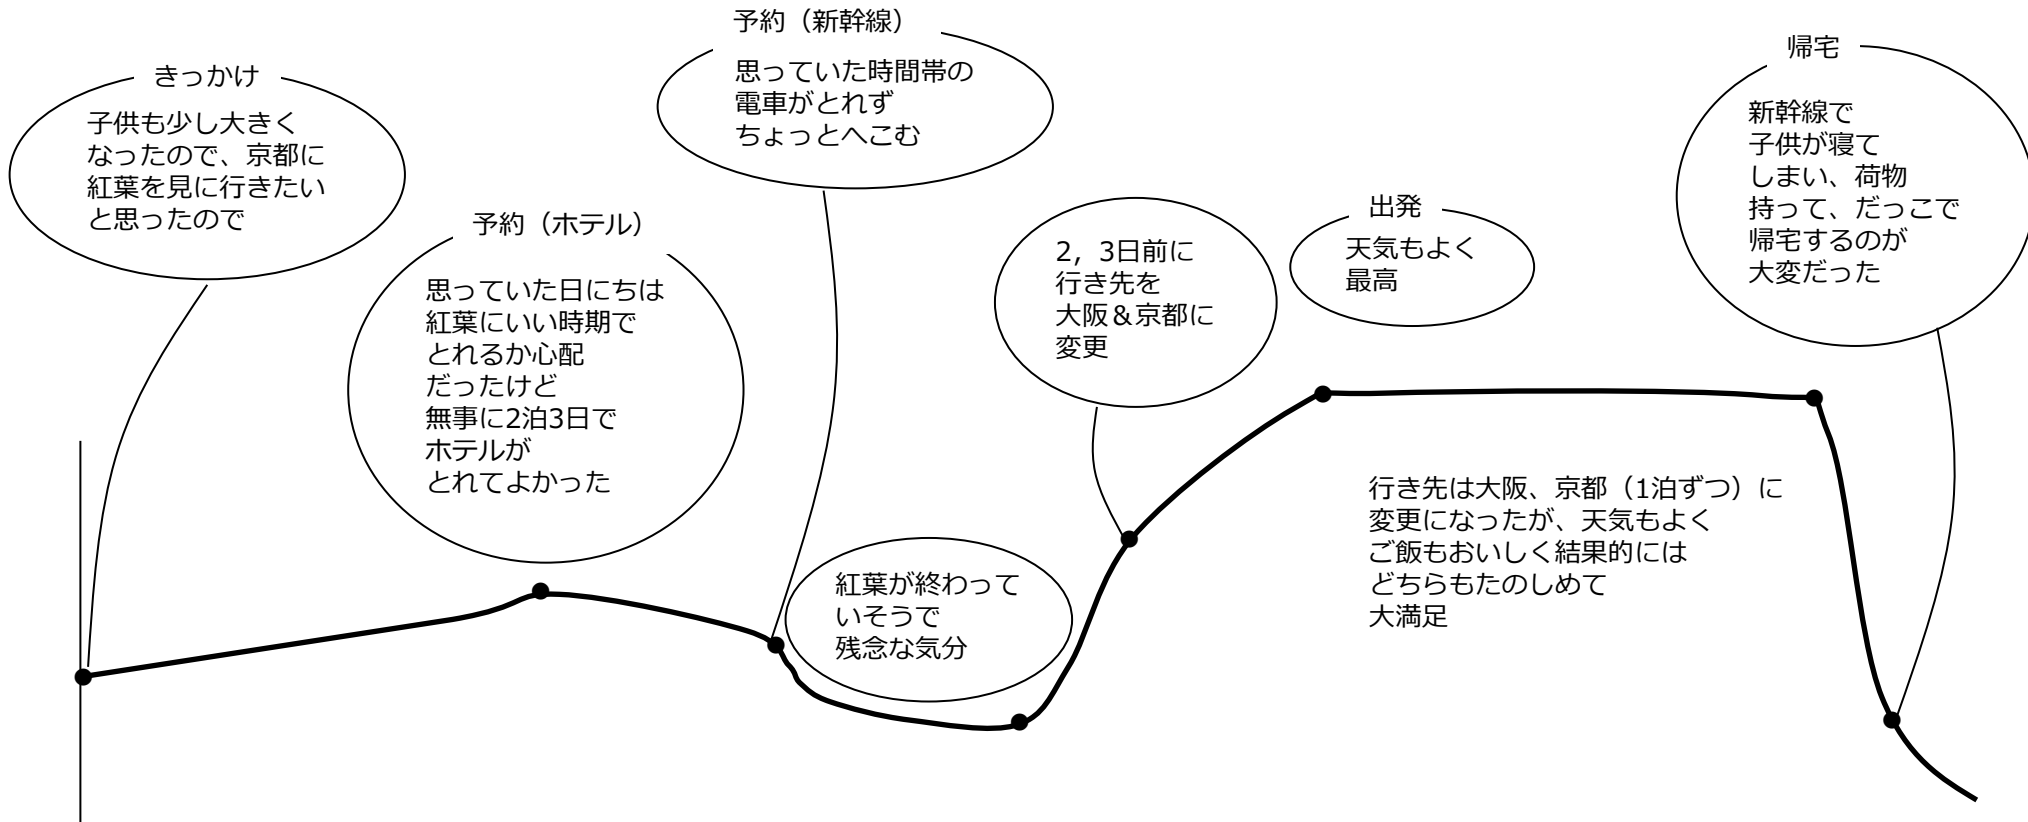 きっかけ
子供も少し大きく
なったので、京都に
紅葉を見に行きたい
と思ったので
予約（ホテル）
思っていた日にちは
紅葉にいい時期で
とれるか心配
だったけど
無事に2泊3日で
ホテルが
とれてよかった
予約（新幹線）
思っていた時間帯の
電車がとれず
ちょっとへこむ
紅葉が終わって
いそうで
残念な気分
2，3日前に
行き先を
大阪＆京都に
変更
出発
天気もよく
最高
行き先は大阪、京都（1泊ずつ）に
変更になったが、天気もよく
ご飯もおいしく結果的には
どちらもたのしめて
大満足
帰宅
新幹線で
子供が寝て
しまい、荷物
持って、だっこで
帰宅するのが
大変だった